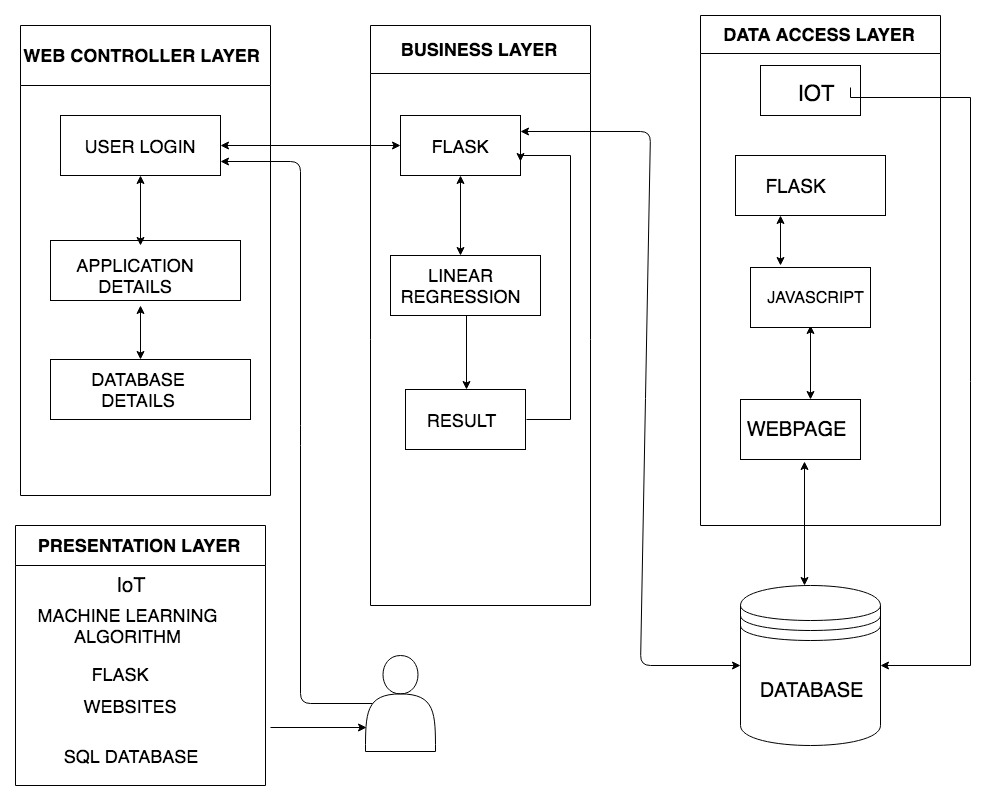 WEB CONTROLLER LAYER
USER LOGIN
APPLICATION
DETAILS
DATABASE
DETAILS
BUSINESS LAYER
FLASK
LINEAR
REGRESSION
RESULT
DATA ACCESS LAYER
IOT
FLASK
JAVASCRIPT
WEBPAGE
DATABASE
PRESENTATION LAYER
IoT
MACHINE LEARNING
ALGORITHM
FLASK
WEBSITES
SQL DATABASE